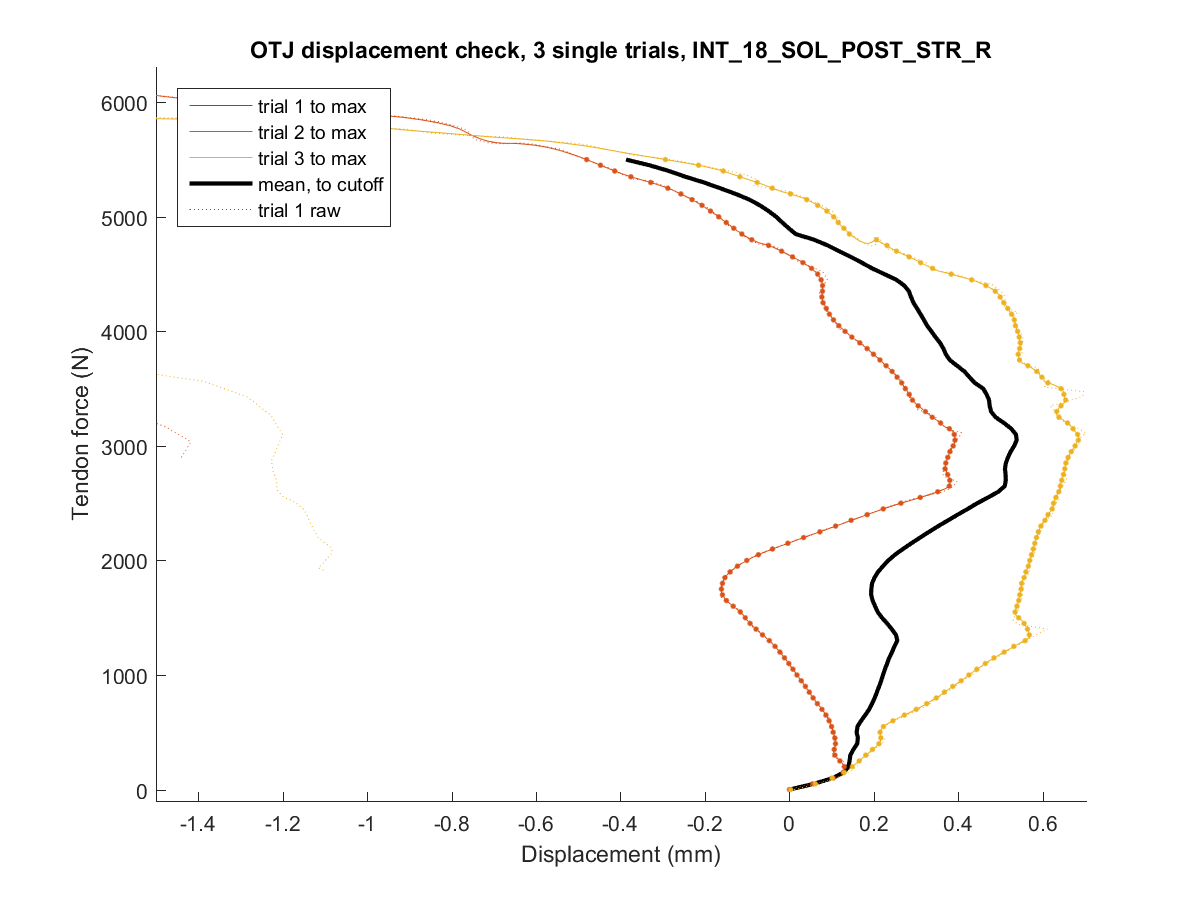 OTJ displacement check, 3 single trials, INT_18_SOL_POST_STR_R
trial 1 to max
trial 2 to max
trial 3 to max
mean, to cutoff
trial 1 raw
6000
5000
4000
3000
2000
1000
0
Tendon force (N)
-1.4 -1.2 -1 -0.8 -0.6 -0.4 -0.2 0 0.2 0.4 0.6
Displacement (mm)